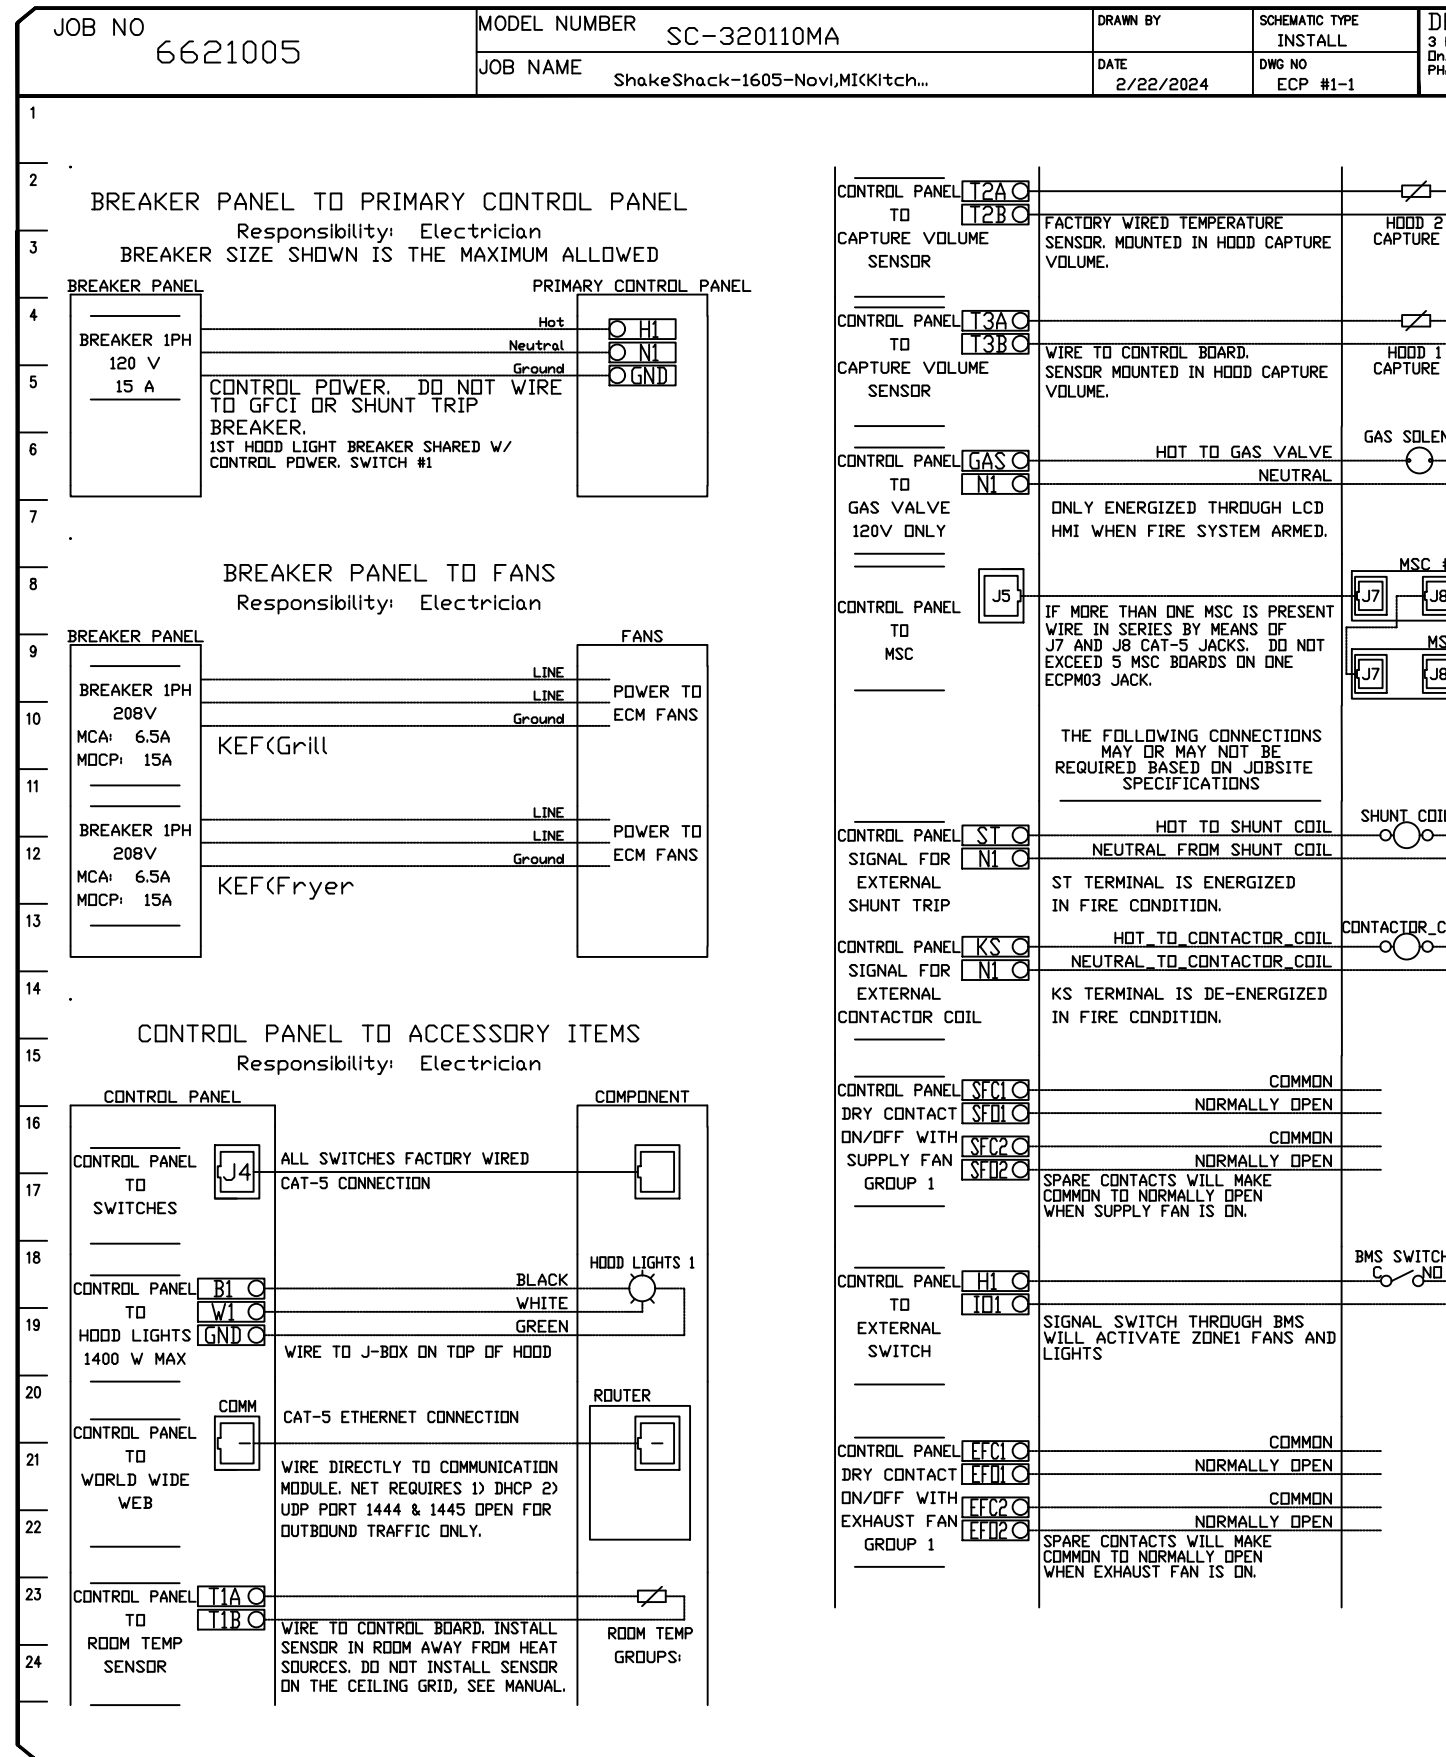 JOB NO
6621005
MODEL NUMBER
SC-320110MA
JOB NAME
ShakeShack-1605-Novi,MI(Kitch...
DRAWN BY
SCHEMATIC TYPE
INSTALL
DATE
2/22/2024
DWG NO
ECP #1-1
1
2
3
4
5
6
7
8
9
10
11
12
13
14
15
16
17
18
19
20
21
22
23
24
BREAKER PANEL TO PRIMARY CONTROL PANEL
Responsibility: Electrician
BREAKER SIZE SHOWN IS THE MAXIMUM ALLOWED
BREAKER PANEL
PRIMARY CONTROL PANEL
BREAKER 1PH
120 V
15 A
Hot
H1
Neutral
N1
Ground
GND
CONTROL POWER. DO NOT WIRE
TO GFCI OR SHUNT TRIP
BREAKER.
1ST HOOD LIGHT BREAKER SHARED W/
CONTROL POWER. SWITCH #1
BREAKER PANEL TO FANS
Responsibility: Electrician
BREAKER PANEL
FANS
BREAKER 1PH
208V
MCA: 6.5A
MOCP: 15A
LINE
LINE
Ground
POWER TO
ECM FANS
KEF(Grill
BREAKER 1PH
208V
MCA: 6.5A
MOCP: 15A
LINE
LINE
Ground
POWER TO
ECM FANS
KEF(Fryer
CONTROL PANEL TO ACCESSORY ITEMS
Responsibility: Electrician
CONTROL PANEL
COMPONENT
CONTROL PANEL
TO
SWITCHES
J4
ALL SWITCHES FACTORY WIRED
CAT-5 CONNECTION
CONTROL PANEL
TO
HOOD LIGHTS
1400 W MAX
B1
W1
GND
BLACK
WHITE
GREEN
HOOD LIGHTS 1
WIRE TO J-BOX ON TOP OF HOOD
CONTROL PANEL
TO
WORLD WIDE
WEB
COMM
CAT-5 ETHERNET CONNECTION
ROUTER
WIRE DIRECTLY TO COMMUNICATION
MODULE. NET REQUIRES 1) DHCP 2)
UDP PORT 1444 & 1445 OPEN FOR
OUTBOUND TRAFFIC ONLY.
CONTROL PANEL
TO
ROOM TEMP
SENSOR
T1A
T1B
WIRE TO CONTROL BOARD. INSTALL
SENSOR IN ROOM AWAY FROM HEAT
SOURCES. DO NOT INSTALL SENSOR
ON THE CEILING GRID, SEE MANUAL.
ROOM TEMP
GROUPS:
CONTROL PANEL
TO
CAPTURE VOLUME
SENSOR
T2A
T2B
FACTORY WIRED TEMPERATURE
SENSOR. MOUNTED IN HOOD CAPTURE
VOLUME.
HOOD 2
CAPTURE
CONTROL PANEL
TO
CAPTURE VOLUME
SENSOR
T3A
T3B
WIRE TO CONTROL BOARD.
SENSOR MOUNTED IN HOOD CAPTURE
VOLUME.
HOOD 1
CAPTURE
CONTROL PANEL
TO
GAS VALVE
120V ONLY
GAS
N1
HOT TO GAS VALVE
NEUTRAL
GAS
ONLY ENERGIZED THROUGH LCD
HMI WHEN FIRE SYSTEM ARMED.
CONTROL PANEL
TO
MSC
J5
IF MORE THAN ONE MSC IS PRESENT
WIRE IN SERIES BY MEANS OF
J7 AND J8 CAT-5 JACKS. DO NOT
EXCEED 5 MSC BOARDS ON ONE
ECPM03 JACK.
MSC
J7
J8
J7
J8
THE FOLLOWING CONNECTIONS
MAY OR MAY NOT BE
REQUIRED BASED ON JOBSITE
SPECIFICATIONS
CONTROL PANEL
SIGNAL FOR
EXTERNAL
SHUNT TRIP
ST
N1
HOT TO SHUNT COIL
NEUTRAL FROM SHUNT COIL
SHUNT
ST TERMINAL IS ENERGIZED
IN FIRE CONDITION.
CONTROL PANEL
SIGNAL FOR
EXTERNAL
CONTACTOR COIL
KS
N1
HOT_TO_CONTACTOR_COIL
NEUTRAL_TO_CONTACTOR_COIL
CONTACTOR_C
KS TERMINAL IS DE-ENERGIZED
IN FIRE CONDITION.
CONTROL PANEL
DRY CONTACT
ON/OFF WITH
SUPPLY FAN
GROUP 1
SFC1
SFO1
SFC2
SFO2
COMMON
NORMALLY OPEN
COMMON
NORMALLY OPEN
SPARE CONTACTS WILL MAKE
COMMON TO NORMALLY OPEN
WHEN SUPPLY FAN IS ON.
CONTROL PANEL
TO
EXTERNAL
SWITCH
H1
IO1
BMS SWITCH
C
NO
SIGNAL SWITCH THROUGH BMS
WILL ACTIVATE ZONE1 FANS AND
LIGHTS
CONTROL PANEL
DRY CONTACT
ON/OFF WITH
EXHAUST FAN
GROUP 1
EFC1
EFO1
EFC2
EFO2
COMMON
NORMALLY OPEN
COMMON
NORMALLY OPEN
SPARE CONTACTS WILL MAKE
COMMON TO NORMALLY OPEN
WHEN EXHAUST FAN IS ON.